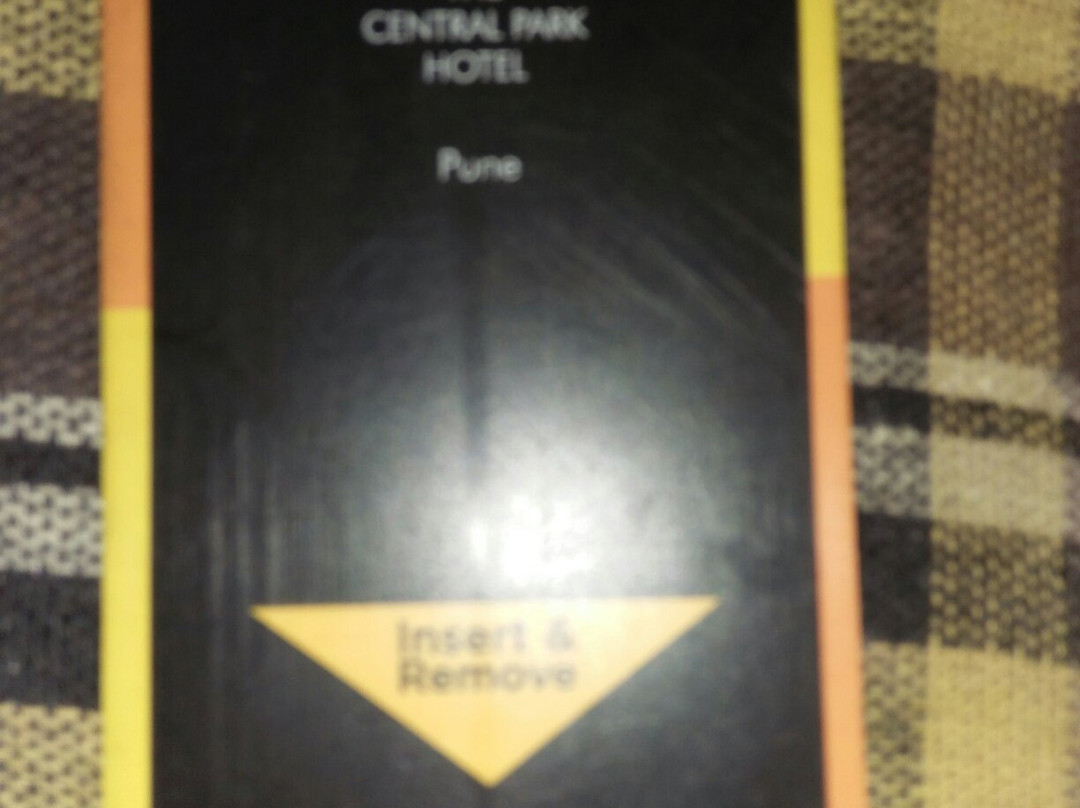 CENTRAL PARK
HOTEL
Pune
Insert &
Remove